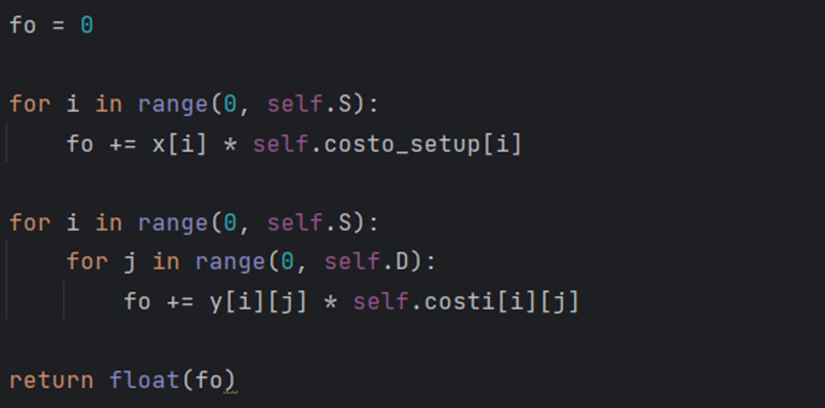 fo = 0
for i in range(0, self.S):
    fo += x[i] * self.costo_setup[i]
for i in range(0, self.S):
    for j in range(0, self.D):
        fo += y[i][j] * self.costi[i][j]
return float(fo)